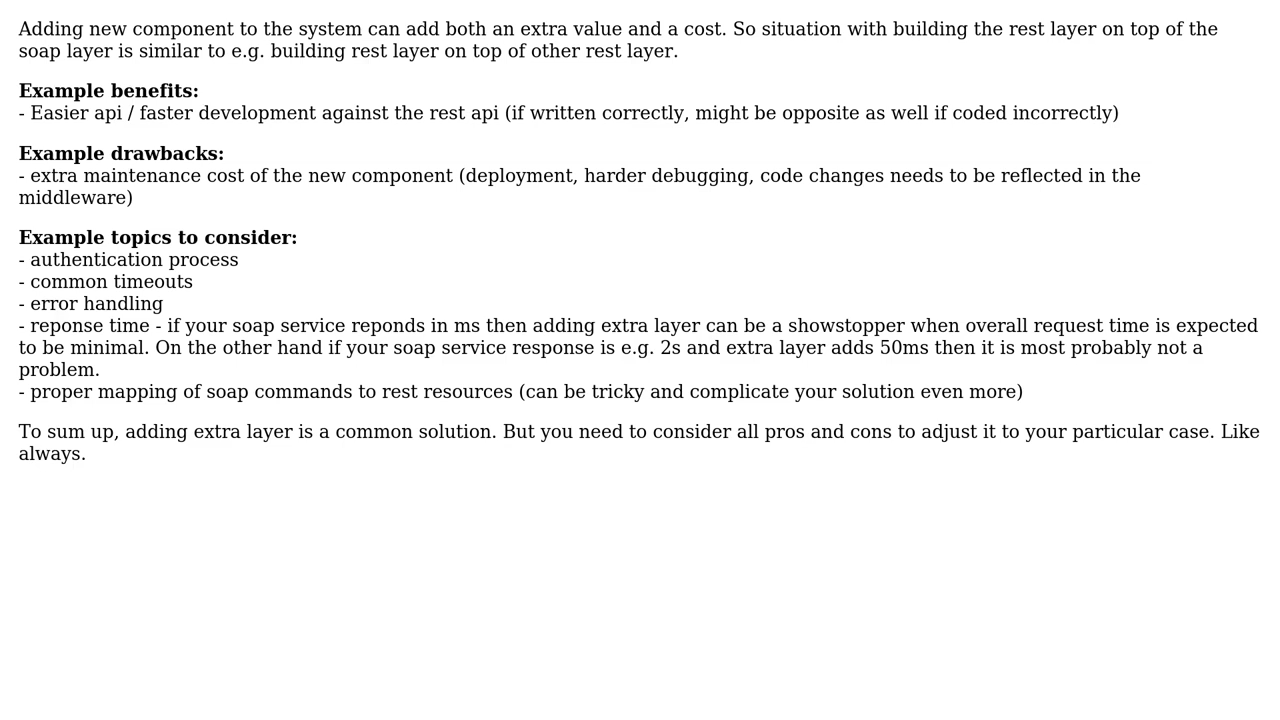 Adding new component to the system can add both an extra value and a cost. So situation with building the rest layer on top of the
soap layer is similar to e.g. building rest layer on top of other rest layer.
Example benefits:
- Easier api / faster development against the rest api (if written correctly, might be opposite as well if coded incorrectly)
Example drawbacks:
- extra maintenance cost of the new component (deployment, harder debugging, code changes needs to be reflected in the
middleware)
Example topics to consider:
- authentication process
- common timeouts
- error handling
- reponse time - if your soap service reponds in ms then adding extra layer can be a showstopper when overall request time is expected
to be minimal. On the other hand if your soap service response is e.g. 2s and extra layer adds 50ms then it is most probably not a
problem.
- proper mapping of soap commands to rest resources (can be tricky and complicate your solution even more)
To sum up, adding extra layer is a common solution. But you need to consider all pros and cons to adjust it to your particular case. Like
always.